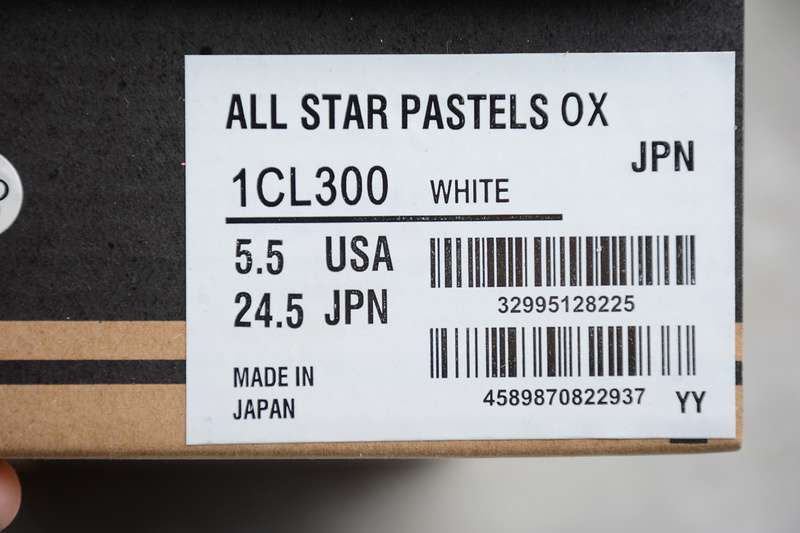 ALL STAR PASTELS OX
JPN
1CL300 WHITE
5.5 USA
24.5 JPN
32995128225
4589870822937
YY
MADE IN
JAPAN